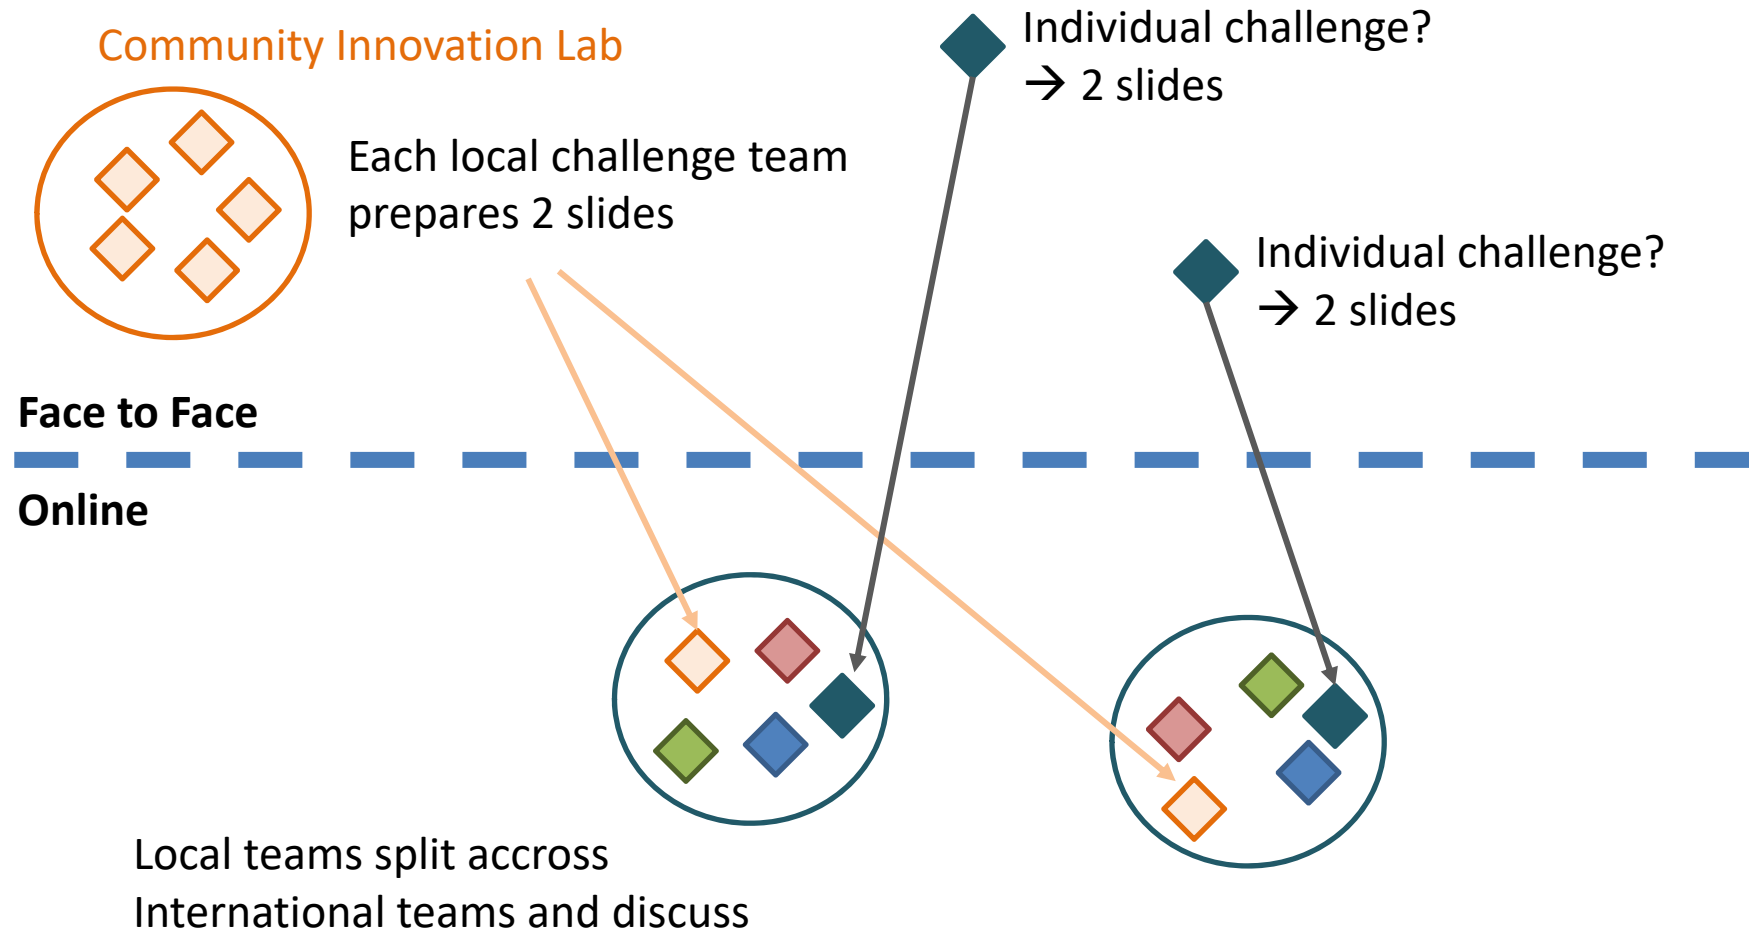 Community Innovation Lab
Each local challenge team
prepares 2 slides
Individual challenge?
→ 2 slides
Individual challenge?
→ 2 slides
Face to Face
Online
Local teams split accross
International teams and discuss